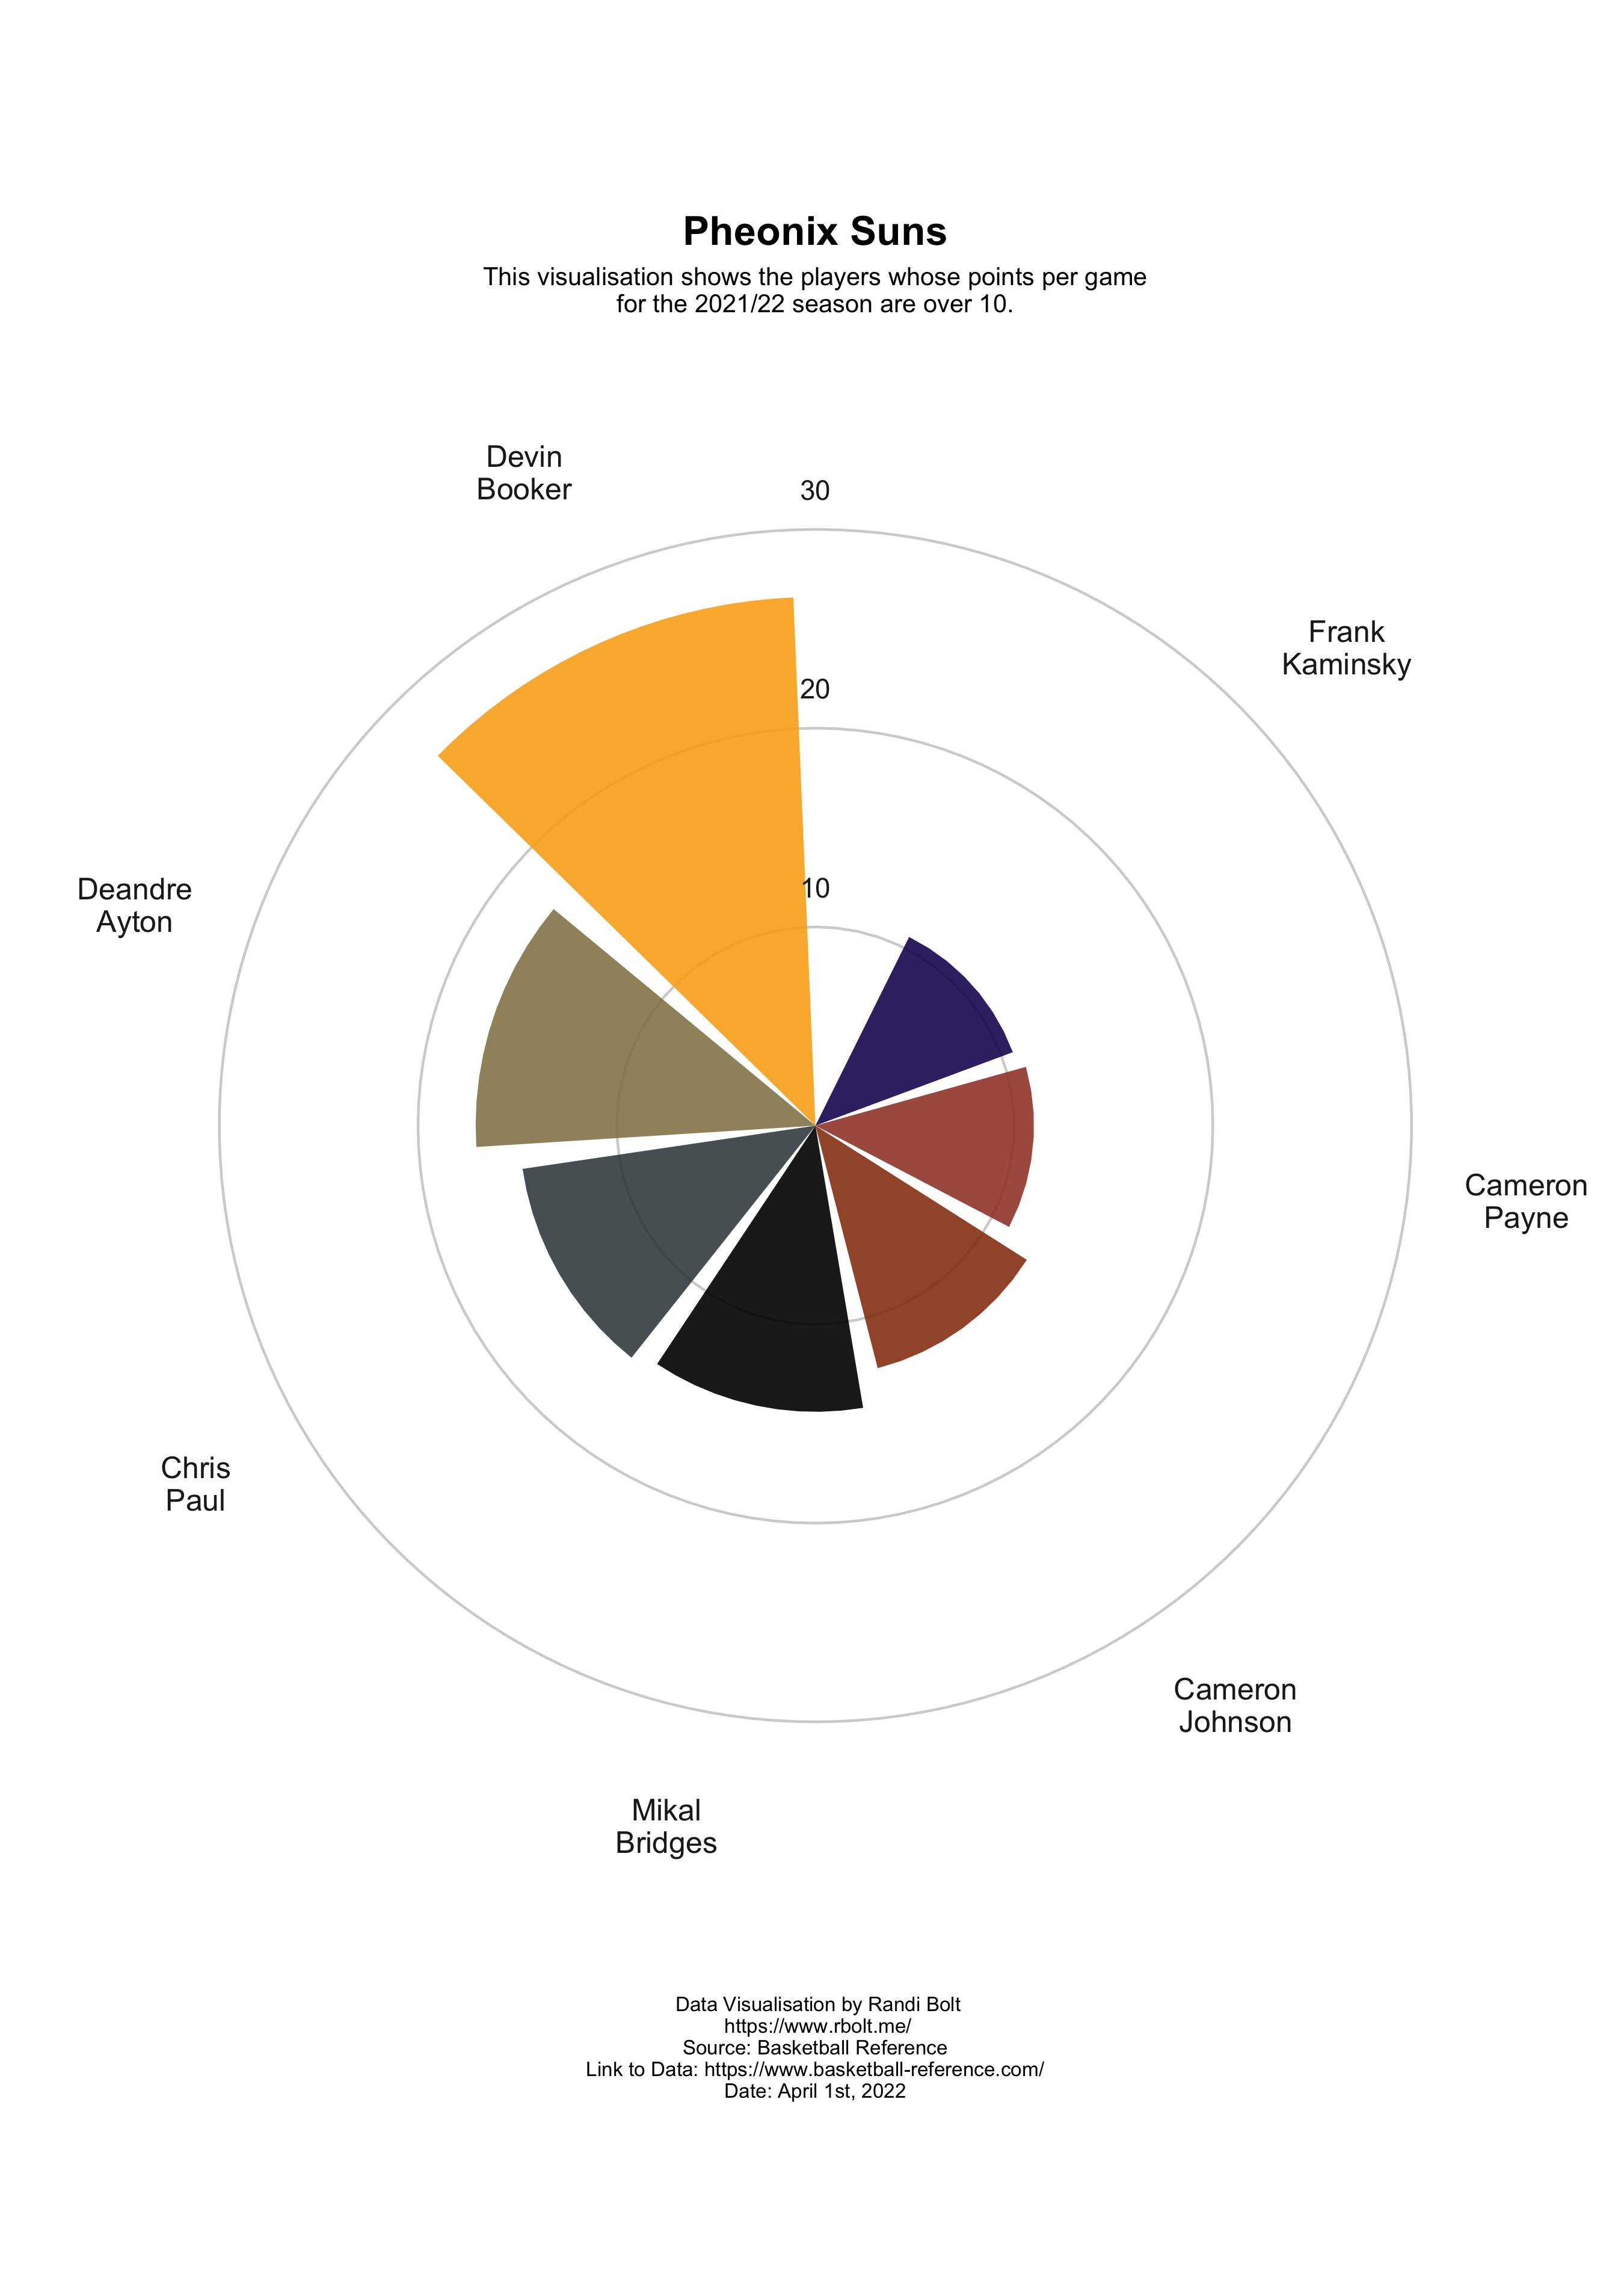 Pheonix Suns
This visualisation shows the players whose points per game
for the 2021/22 season are over 10.
Devin
Booker
30
Frank
Kaminsky
20
Deandre
Ayton
10
Cameron
Payne
Chris
Paul
Cameron
Johnson
Mikal
Bridges
Data Visualisation by Randi Bolt
https://www.rbolt.me/
Source: Basketball Reference
Link to Data: https://www.basketball-reference.com/
Date: April 1st, 2022